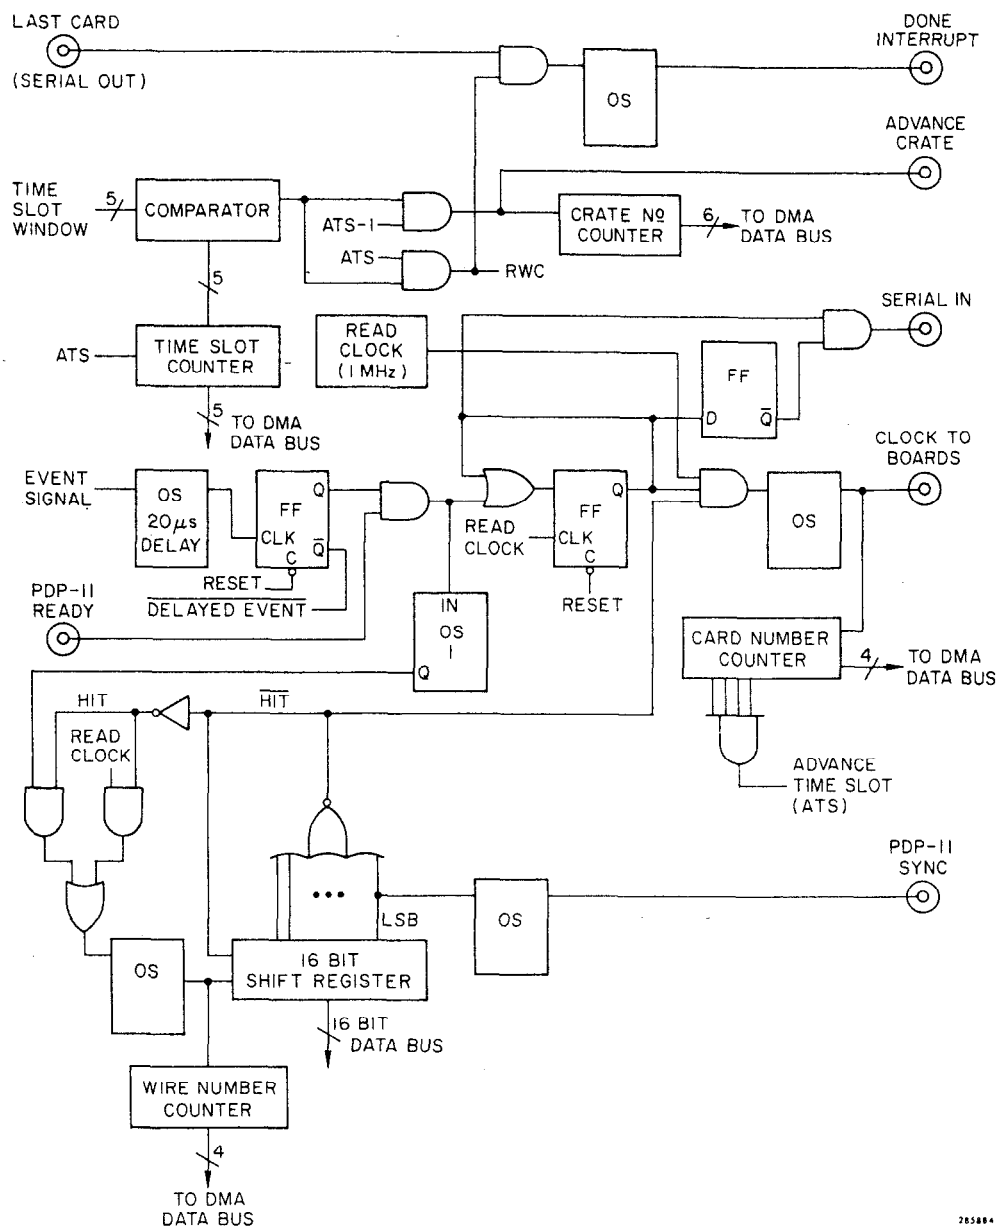 LAST CARD
(SERIAL OUT)
DONE
INTERRUPT
OS
ADVANCE
CRATE
TIME
SLOT
WINDOW
5
COMPARATOR
ATS-1
CRATE Nº
COUNTER
6
TO DMA
DATA BUS
ATS
RWC
5
SERIAL IN
READ
CLOCK
(1 MHz)
ATS
TIME SLOT
COUNTER
FF
D
Q̅
5
TO DMA
DATA BUS
CLOCK TO
BOARDS
EVENT
SIGNAL
OS
20μs
DELAY
FF
Q
CLK
Q̅
C
RESET
D̅E̅L̅A̅Y̅E̅D̅ E̅V̅E̅N̅T̅
READ
CLOCK
FF
Q
CLK
C
RESET
OS
PDP-11
READY
IN
OS
1
Q
CARD NUMBER
COUNTER
4
TO DMA
DATA BUS
HIT
H̅I̅T̅
READ
CLOCK
ADVANCE
TIME SLOT
(ATS)
PDP-11
SYNC
LSB
OS
OS
16 BIT
SHIFT REGISTER
16 BIT
DATA BUS
WIRE NUMBER
COUNTER
4
TO DMA
DATA BUS
285884